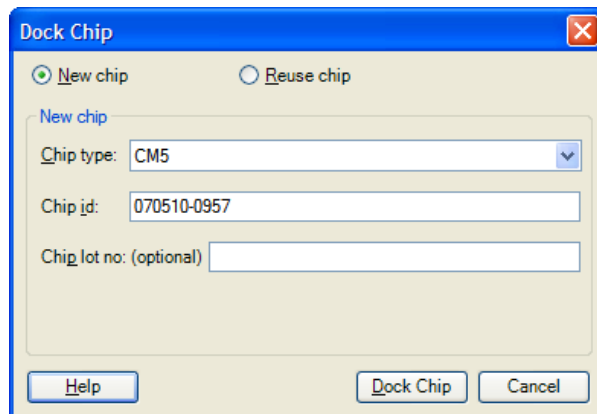 Dock Chip
New chip Reuse chip
New chip
Chip type: CM5
Chip id: 070510-0957
Chip lot no: (optional)
Help Dock Chip Cancel